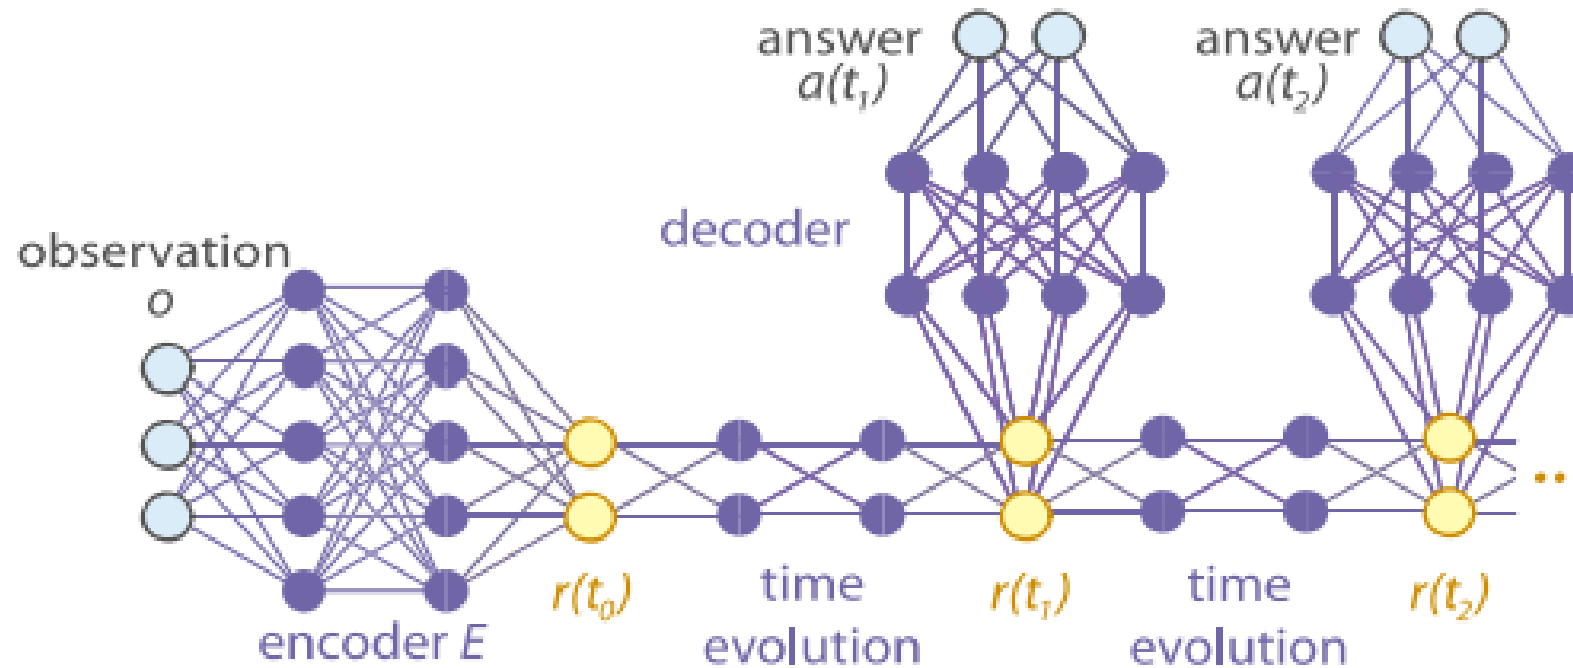 answer
a(t₁)
answer
a(t₂)
decoder
observation
o
encoder E
r(t₀)
time
evolution
r(t₁)
time
evolution
r(t₂)
..